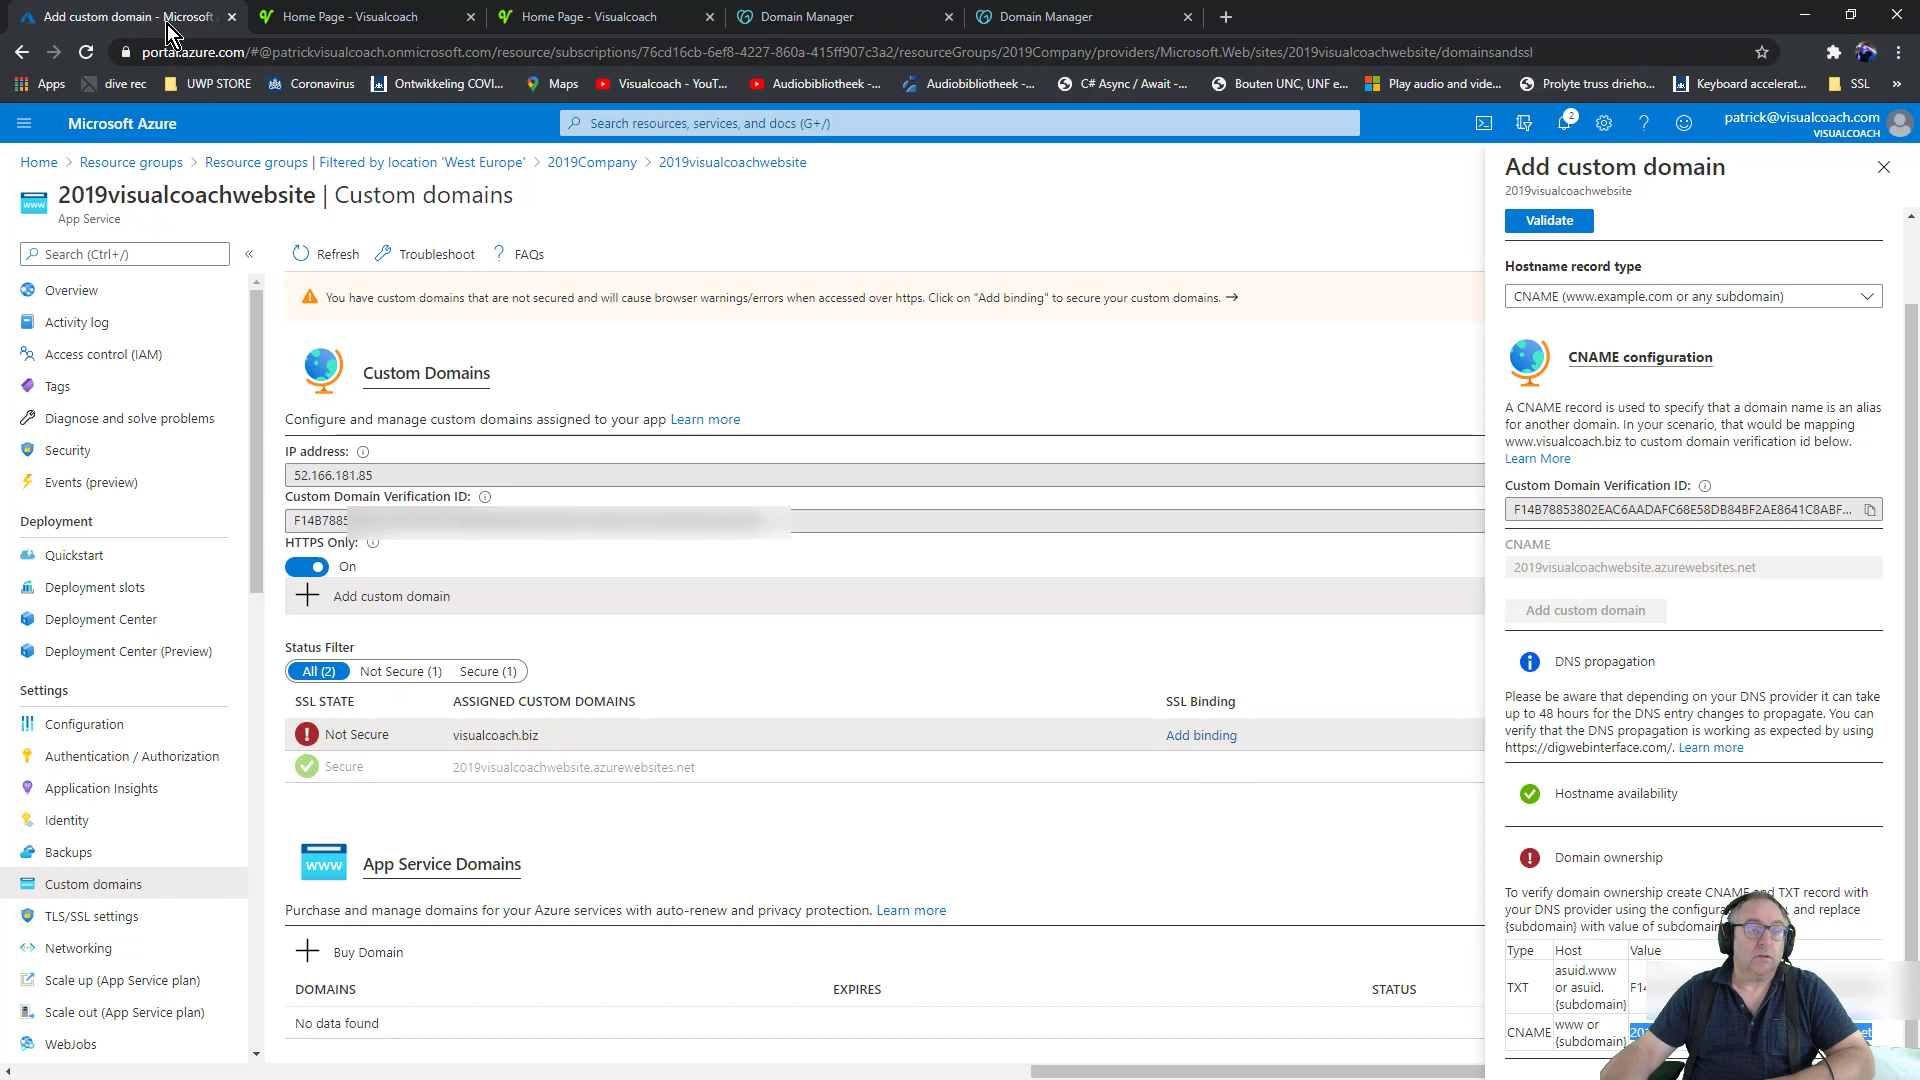 Add custom domain - Microsoft
Home Page - Visualcoach
Home Page - Visualcoach
Domain Manager
Domain Manager
portal.azure.com/#@patrickvisualcoach.onmicrosoft.com/resource/subscriptions/76cd16cb-6ef8-4227-860a-415ff907c3a2/resourceGroups/2019Company/providers/Microsoft.Web/sites/2019visualcoachwebsite/domainsandssl
Apps
dive rec
UWP STORE
Coronavirus
Ontwikkeling COVI...
Maps
Visualcoach - YouT...
Audiobibliotheek -...
Audiobibliotheek -...
C# Async / Await -...
Bouten UNC, UNF e...
Play audio and vide...
Prolyte truss drieho...
Keyboard accelerat...
SSL
»
Microsoft Azure
Search resources, services, and docs (G+/)
2
patrick@visualcoach.com
VISUALCOACH
Home > Resource groups > Resource groups | Filtered by location 'West Europe' > 2019Company > 2019visualcoachwebsite
www
2019visualcoachwebsite | Custom domains
App Service
Search (Ctrl+/)
«
Overview
Activity log
Access control (IAM)
Tags
Diagnose and solve problems
Security
Events (preview)
Deployment
Quickstart
Deployment slots
Deployment Center
Deployment Center (Preview)
Settings
Configuration
Authentication / Authorization
Application Insights
Identity
Backups
Custom domains
TLS/SSL settings
Networking
Scale up (App Service plan)
Scale out (App Service plan)
WebJobs
Refresh
Troubleshoot
? FAQs
You have custom domains that are not secured and will cause browser warnings/errors when accessed over https. Click on "Add binding" to secure your custom domains. →
Custom Domains
Configure and manage custom domains assigned to your app Learn more
IP address:
52.166.181.85
Custom Domain Verification ID:
F14B7885
HTTPS Only:
On
Add custom domain
Status Filter
All (2)
Not Secure (1)
Secure (1)
SSL STATE
ASSIGNED CUSTOM DOMAINS
SSL Binding
Not Secure
visualcoach.biz
Add binding
Secure
2019visualcoachwebsite.azurewebsites.net
www
App Service Domains
Purchase and manage domains for your Azure services with auto-renew and privacy protection. Learn more
Buy Domain
DOMAINS
EXPIRES
STATUS
No data found
Add custom domain
2019visualcoachwebsite
Validate
Hostname record type
CNAME (www.example.com or any subdomain)
CNAME configuration
A CNAME record is used to specify that a domain name is an alias
for another domain. In your scenario, that would be mapping
www.visualcoach.biz to custom domain verification id below.
Learn More
Custom Domain Verification ID:
F14B78853802EAC6AADAFC68E58DB84BF2AE8641C8ABF...
CNAME
2019visualcoachwebsite.azurewebsites.net
Add custom domain
DNS propagation
Please be aware that depending on your DNS provider it can take
up to 48 hours for the DNS entry changes to propagate. You can
verify that the DNS propagation is working as expected by using
https://digwebinterface.com/. Learn more
Hostname availability
Domain ownership
To verify domain ownership create CNAME and TXT record with
your DNS provider using the and replace
{subdomain} with value of
Type
Host
Value
TXT
asuid.www
or asuid.
{subdomain}
CNAME
www or
{subdomain}